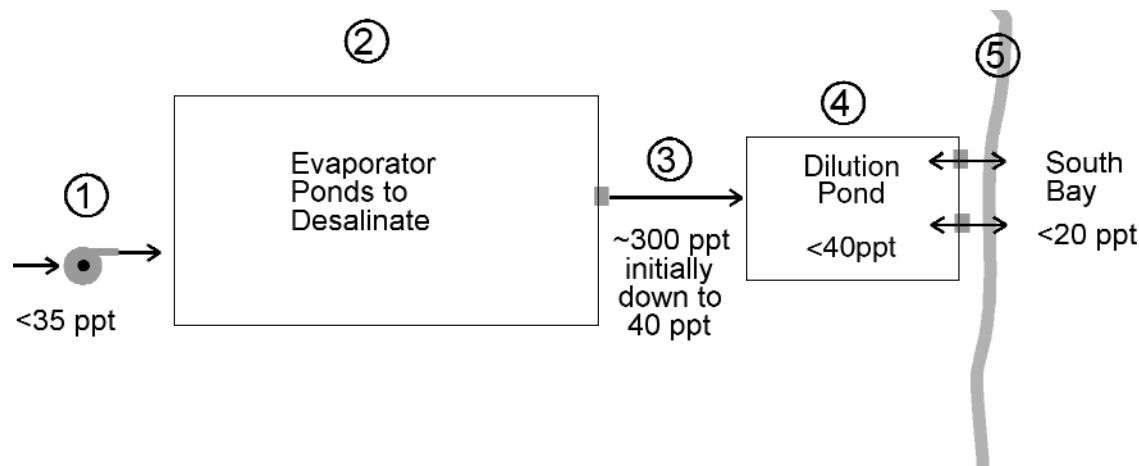 ①
<35 ppt
②
Evaporator
Ponds to
Desalinate
③
~300 ppt
initially
down to
40 ppt
④
Dilution
Pond
<40ppt
⑤
South
Bay
<20 ppt